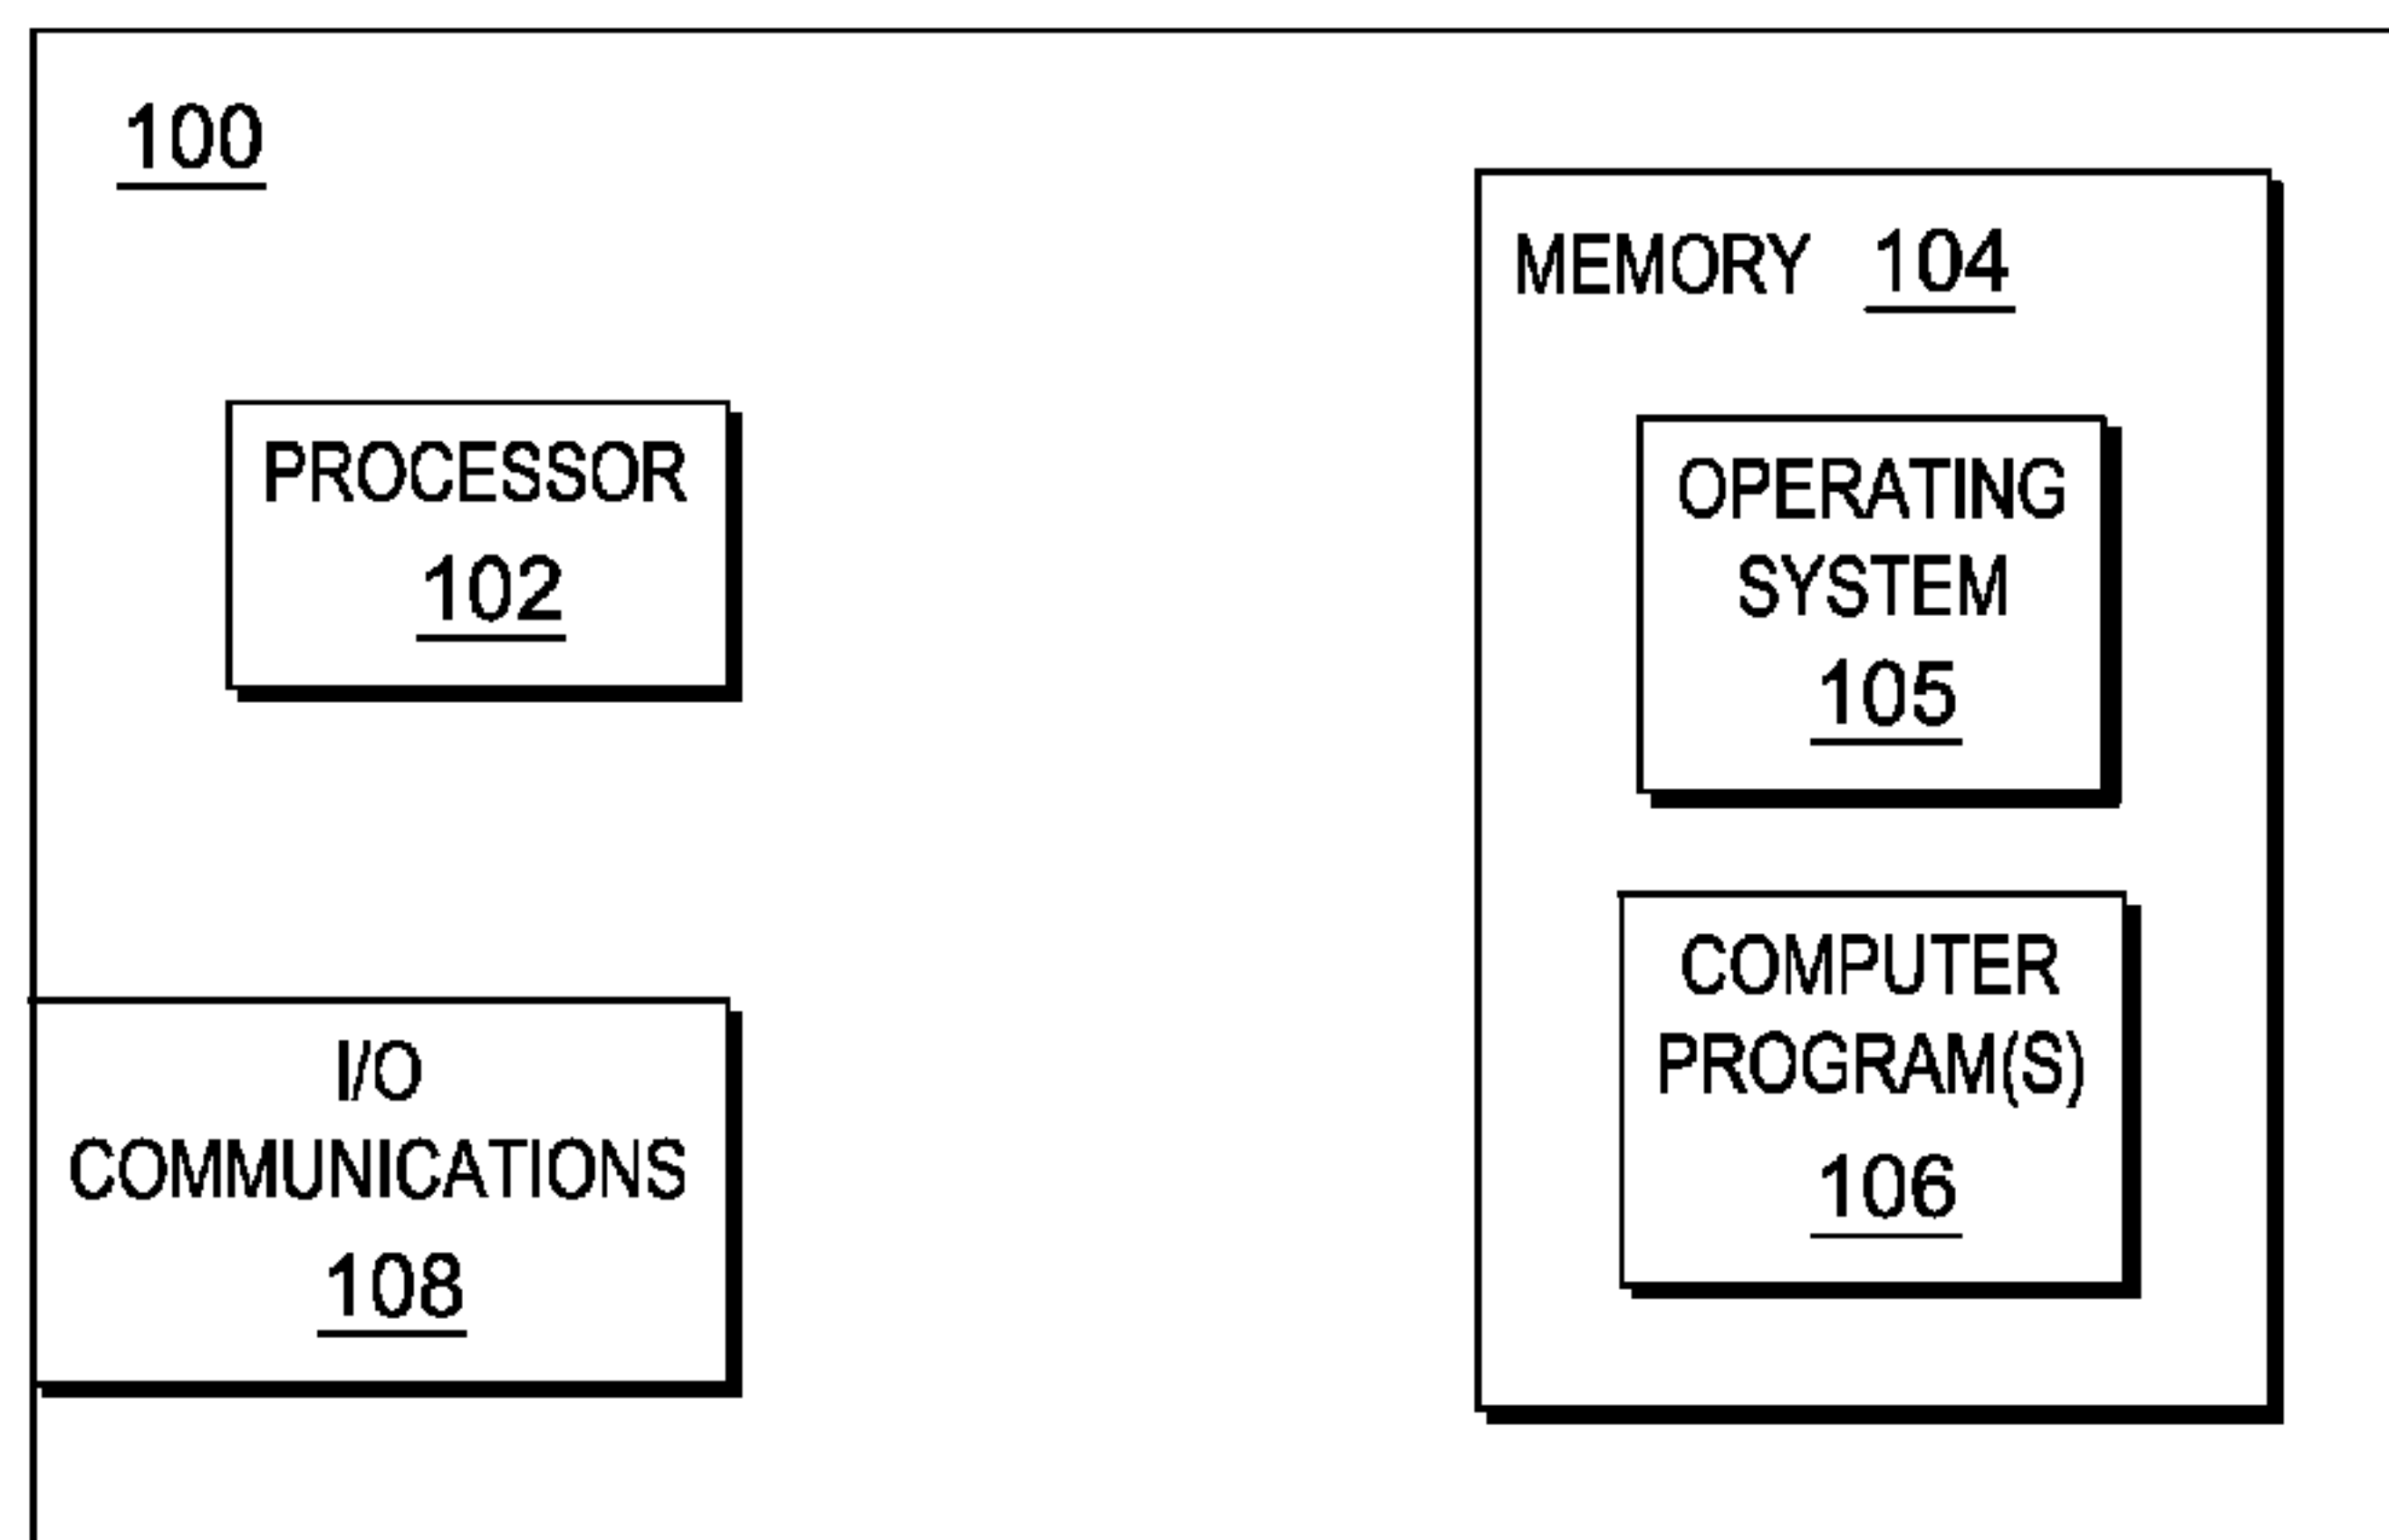 100
PROCESSOR
102
I/O
COMMUNICATIONS
108
MEMORY 104
OPERATING
SYSTEM
105
COMPUTER
PROGRAM(S)
106